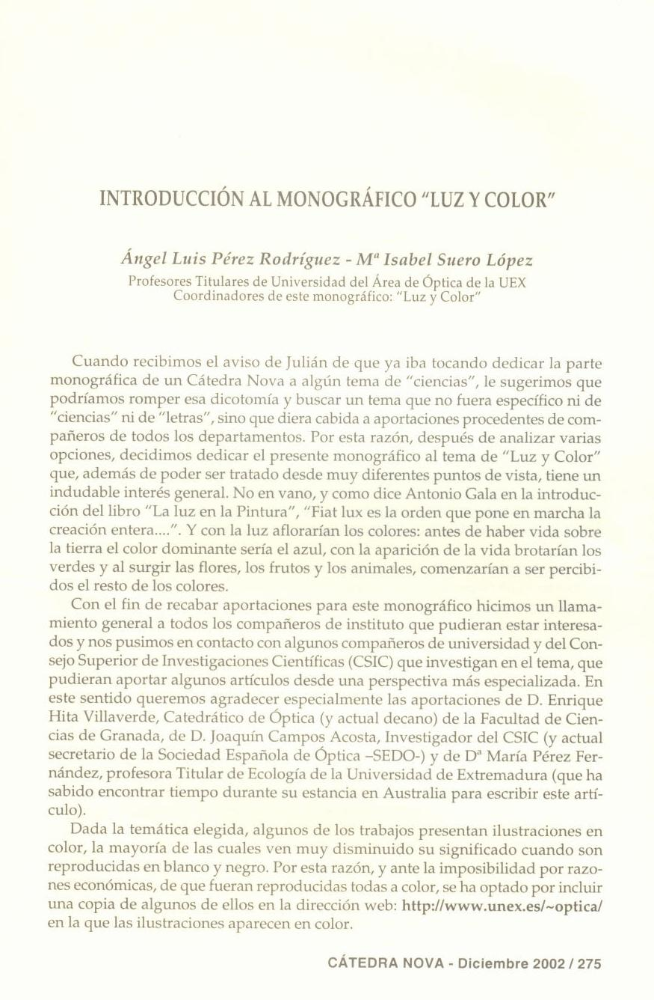 INTRODUCCIÓN AL MONOGRÁFICO "LUZ Y COLOR"
Ángel Luis Pérez Rodríguez - Mª Isabel Suero López
Profesores Titulares de Universidad del Área de Óptica de la UEX
Coordinadores de este monográfico: "Luz y Color"
Cuando recibimos el aviso de Julián de que ya iba tocando dedicar la parte
monográfica de un Cátedra Nova a algún tema de "ciencias", le sugerimos que
podríamos romper esa dicotomía y buscar un tema que no fuera específico ni de
"ciencias" ni de "letras", sino que diera cabida a aportaciones procedentes de com-
pañeros de todos los departamentos. Por esta razón, después de analizar varias
opciones, decidimos dedicar el presente monográfico al tema de "Luz y Color"
que, además de poder ser tratado desde muy diferentes puntos de vista, tiene un
indudable interés general. No en vano, y como dice Antonio Gala en la introduc-
ción del libro "La luz en la Pintura", "Fiat lux es la orden que pone en marcha la
creación entera....". Y con la luz aflorarían los colores: antes de haber vida sobre
la tierra el color dominante sería el azul, con la aparición de la vida brotarían los
verdes y al surgir las flores, los frutos y los animales, comenzarían a ser percibi-
dos el resto de los colores.
Con el fin de recabar aportaciones para este monográfico hicimos un llama-
miento general a todos los compañeros de instituto que pudieran estar interesa-
dos y nos pusimos en contacto con algunos compañeros de universidad y del Con-
sejo Superior de Investigaciones Científicas (CSIC) que investigan en el tema, que
pudieran aportar algunos artículos desde una perspectiva más especializada. En
este sentido queremos agradecer especialmente las aportaciones de D. Enrique
Hita Villaverde, Catedrático de Óptica (y actual decano) de la Facultad de Cien-
cias de Granada, de D. Joaquín Campos Acosta, Investigador del CSIC (y actual
secretario de la Sociedad Española de Óptica –SEDO-) y de Dª María Pérez Fer-
nández, profesora Titular de Ecología de la Universidad de Extremadura (que ha
sabido encontrar tiempo durante su estancia en Australia para escribir este artí-
culo).
Dada la temática elegida, algunos de los trabajos presentan ilustraciones en
color, la mayoría de las cuales ven muy disminuido su significado cuando son
reproducidas en blanco y negro. Por esta razón, y ante la imposibilidad por razo-
nes económicas, de que fueran reproducidas todas a color, se ha optado por incluir
una copia de algunos de ellos en la dirección web: http://www.unex.es/~optica/
en la que las ilustraciones aparecen en color.
CÁTEDRA NOVA - Diciembre 2002 / 275